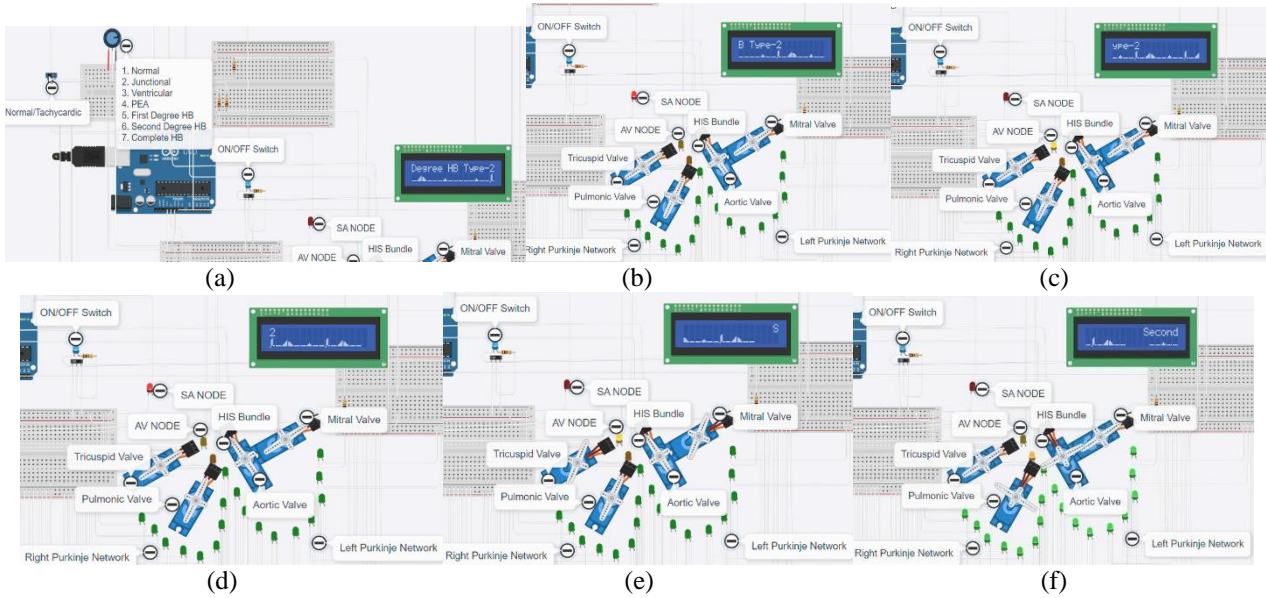 1. Normal
2. Junctional
3. Ventricular
4. PEA
5. First Degree HB
6. Second Degree HB
7. Complete HB
Normal/Tachycardic
ON/OFF Switch
Degree HB Type-2
SA NODE
AV NODE
HIS Bundle
Mitral Valve
(a)
ON/OFF Switch
B Type-2
SA NODE
AV NODE
HIS Bundle
Mitral Valve
Tricuspid Valve
Pulmonic Valve
Aortic Valve
Right Purkinje Network
Left Purkinje Network
(b)
ON/OFF Switch
ype-2
SA NODE
AV NODE
HIS Bundle
Mitral Valve
Tricuspid Valve
Pulmonic Valve
Aortic Valve
Right Purkinje Network
Left Purkinje Network
(c)
ON/OFF Switch
2
SA NODE
AV NODE
HIS Bundle
Mitral Valve
Tricuspid Valve
Pulmonic Valve
Aortic Valve
Right Purkinje Network
Left Purkinje Network
(d)
ON/OFF Switch
S
SA NODE
AV NODE
HIS Bundle
Mitral Valve
Tricuspid Valve
Pulmonic Valve
Aortic Valve
Right Purkinje Network
Left Purkinje Network
(e)
ON/OFF Switch
Second
SA NODE
AV NODE
HIS Bundle
Mitral Valve
Tricuspid Valve
Pulmonic Valve
Aortic Valve
Right Purkinje Network
Left Purkinje Network
(f)